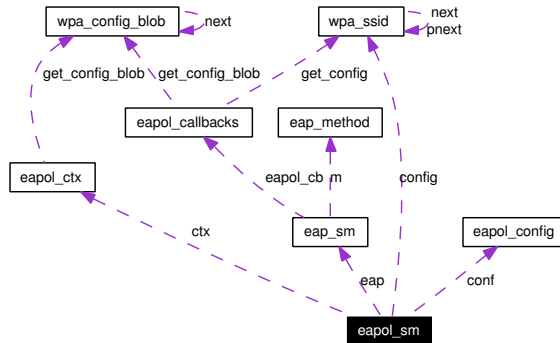 wpa_config_blob
next
wpa_ssid
next
pnext
get_config_blob
get_config_blob
get_config
eapol_callbacks
eap_method
eapol_ctx
eapol_cb
m
config
ctx
eap_sm
eapol_config
eap
conf
eapol_sm